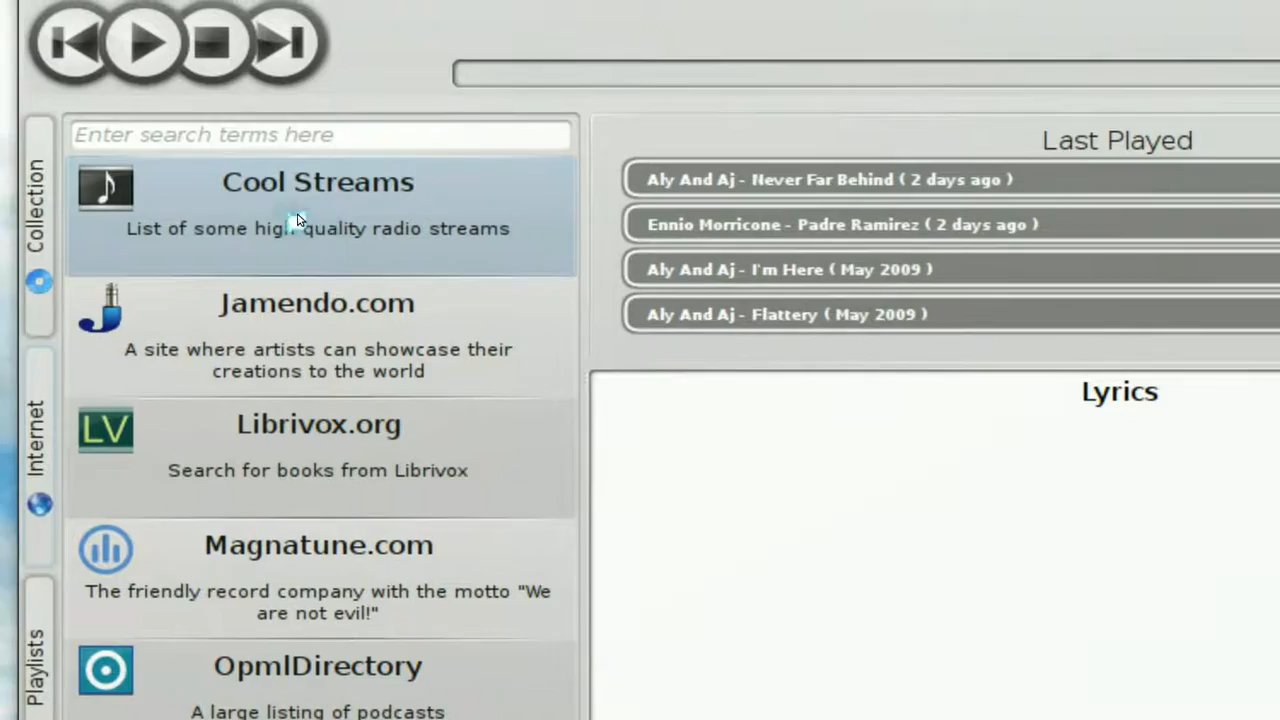 Enter search terms here
Collection
Internet
Playlists
Cool Streams
List of some high quality radio streams
Jamendo.com
A site where artists can showcase their
creations to the world
LV
Librivox.org
Search for books from Librivox
Magnatune.com
The friendly record company with the motto "We
are not evil!"
OpmlDirectory
A large listing of podcasts
Last Played
Aly And Aj - Never Far Behind ( 2 days ago )
Ennio Morricone - Padre Ramirez ( 2 days ago )
Aly And Aj - I'm Here ( May 2009 )
Aly And Aj - Flattery ( May 2009 )
Lyrics